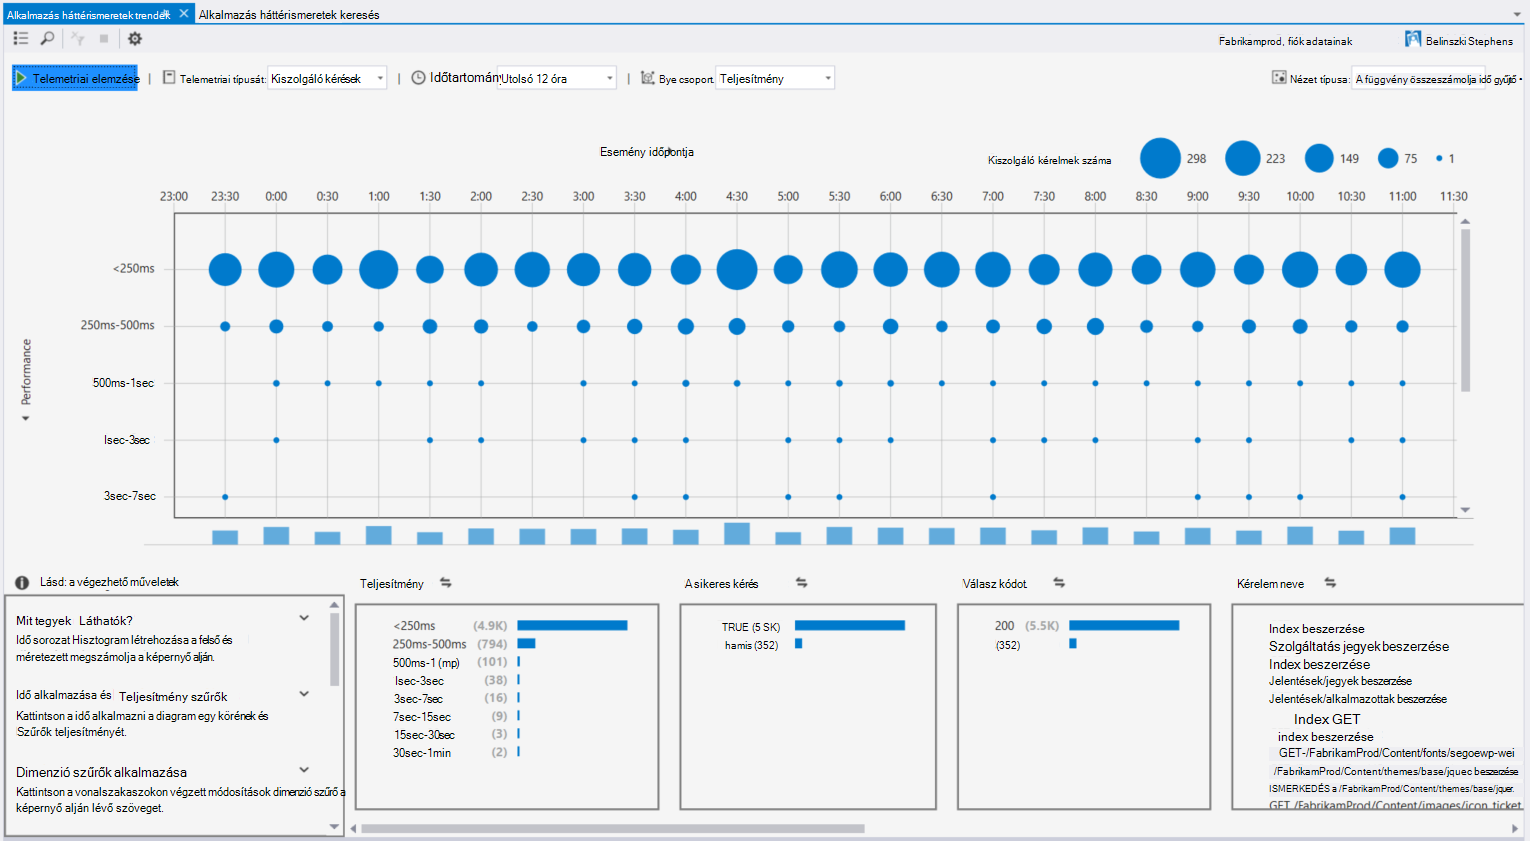 Alkalmazás háttérismeretek trendek Alkalmazás háttérismeretek keresés
Fabrikamprod, fiók adatainak Belinszki Stephens
Telemetriai elemzése | Telemetriai típusát: Kiszolgáló kérések | Időtartomány Utolsó 12 óra | Bye csoport. Teljesítmény Nézet típusa: A függvény összeszámolja idő gyűjtő
Esemény időpontja
Kiszolgáló kérelmek száma 298 223 149 75 1
23:00 23:30 0:00 0:30 1:00 1:30 2:00 2:30 3:00 3:30 4:00 4:30 5:00 5:30 6:00 6:30 7:00 7:30 8:00 8:30 9:00 9:30 10:00 10:30 11:00 11:30
<250ms
250ms-500ms
500ms-1sec
1sec-3sec
3sec-7sec
Performance
Lásd: a végezhető műveletek
Mit tegyek Láthatók?
Idő sorozat Hisztogram létrehozása a felső és
méretezett megszámolja a képernyő alján.
Idő alkalmazása és Teljesítmény szűrők
Kattintson a idő alkalmazni a diagram egy körének és
Szűrők teljesítményét.
Dimenzió szűrők alkalmazása
Kattintson a vonalszakaszokon végzett módosítások dimenzió szűrő a
képernyő alján lévő szöveget.
Teljesítmény
<250ms (4.9K)
250ms-500ms (794)
500ms-1 (mp) (101)
1sec-3sec (38)
3sec-7sec (16)
7sec-15sec (9)
15sec-30sec (3)
30sec-1min (2)
A sikeres kérés
TRUE (5 SK)
hamis (352)
Válasz kódot
200 (5.5K)
(352)
Kérelem neve
Index beszerzése
Szolgáltatás jegyek beszerzése
Index beszerzése
Jelentések/jegyek beszerzése
Jelentések/alkalmazottak beszerzése
Index GET
index beszerzése
GET-/FabrikamProd/Content/fonts/segoewp-wei
/FabrikamProd/Content/themes/base/jquec beszerzése
ISMERKEDÉS a /FabrikamProd/Content/themes/base/jquer.
GET /FabrikamProd/Content/images/icon_ticket